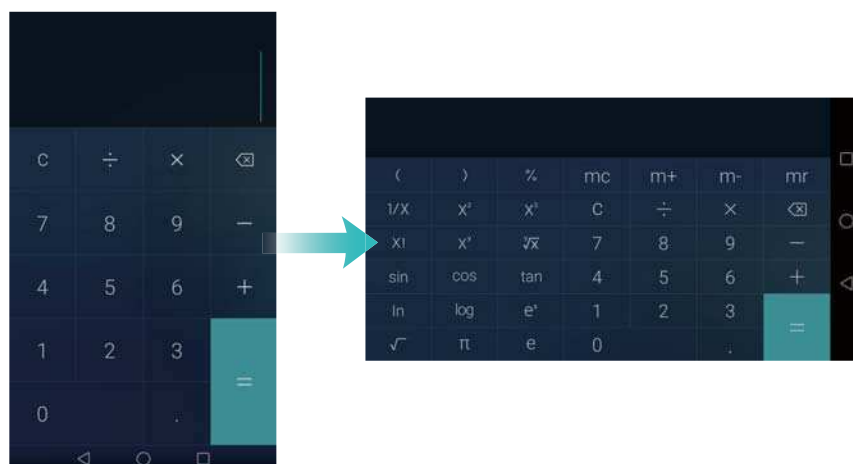 C ÷ ×
7 8 9 −
4 5 6 +
1 2 3
=
0 .
( ) % mc m+ m- mr
1/X X² X³ C ÷ ×
X! Xʸ ʸ√x 7 8 9 −
sin cos tan 4 5 6 +
ln log eˣ 1 2 3
=
√ π e 0 .